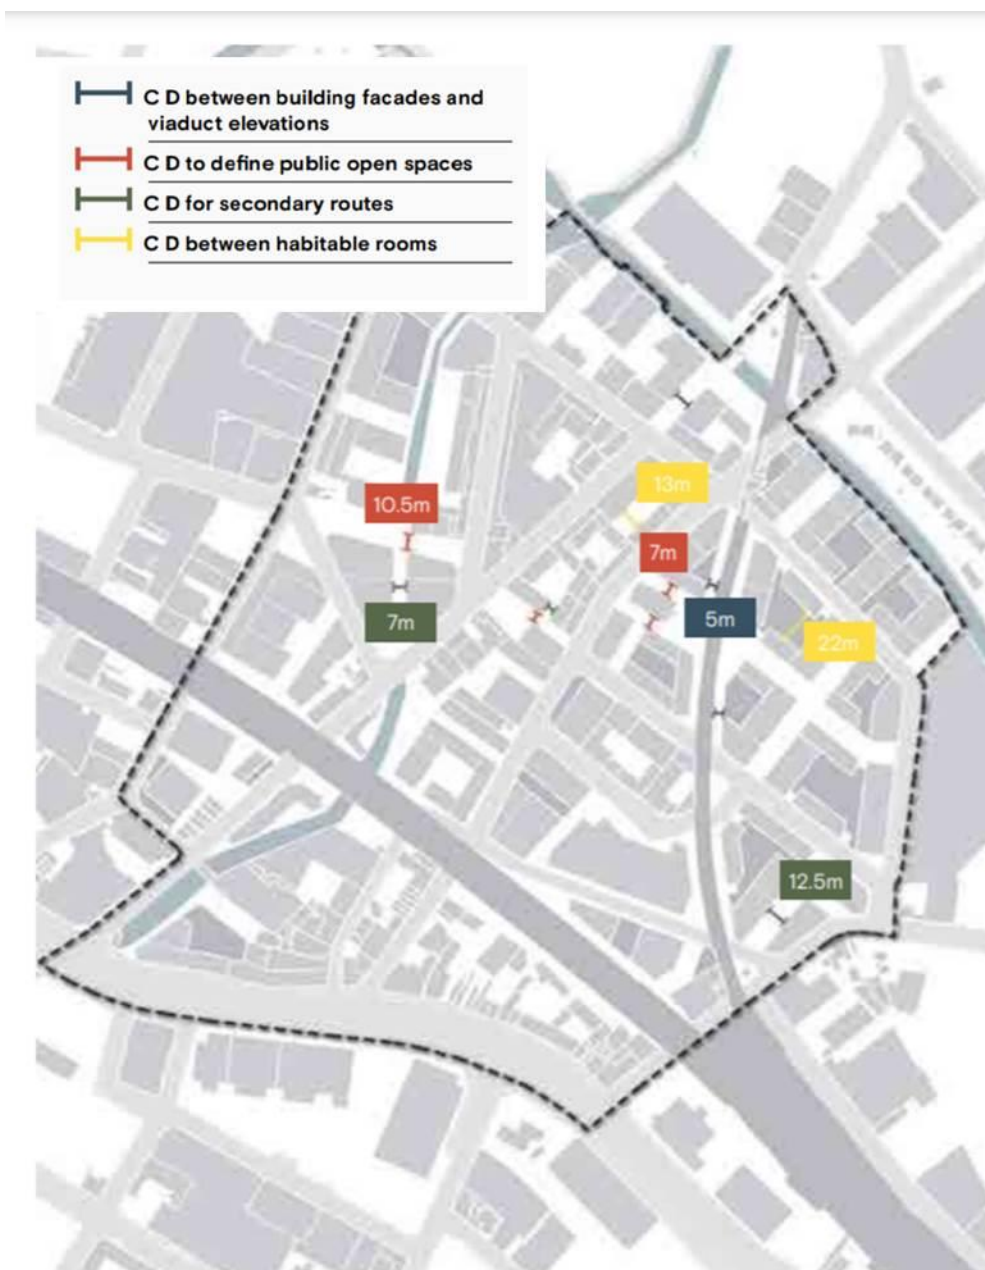 C D between building facades and
viaduct elevations
C D to define public open spaces
C D for secondary routes
C D between habitable rooms
13m
10.5m
7m
7m
5m
22m
12.5m